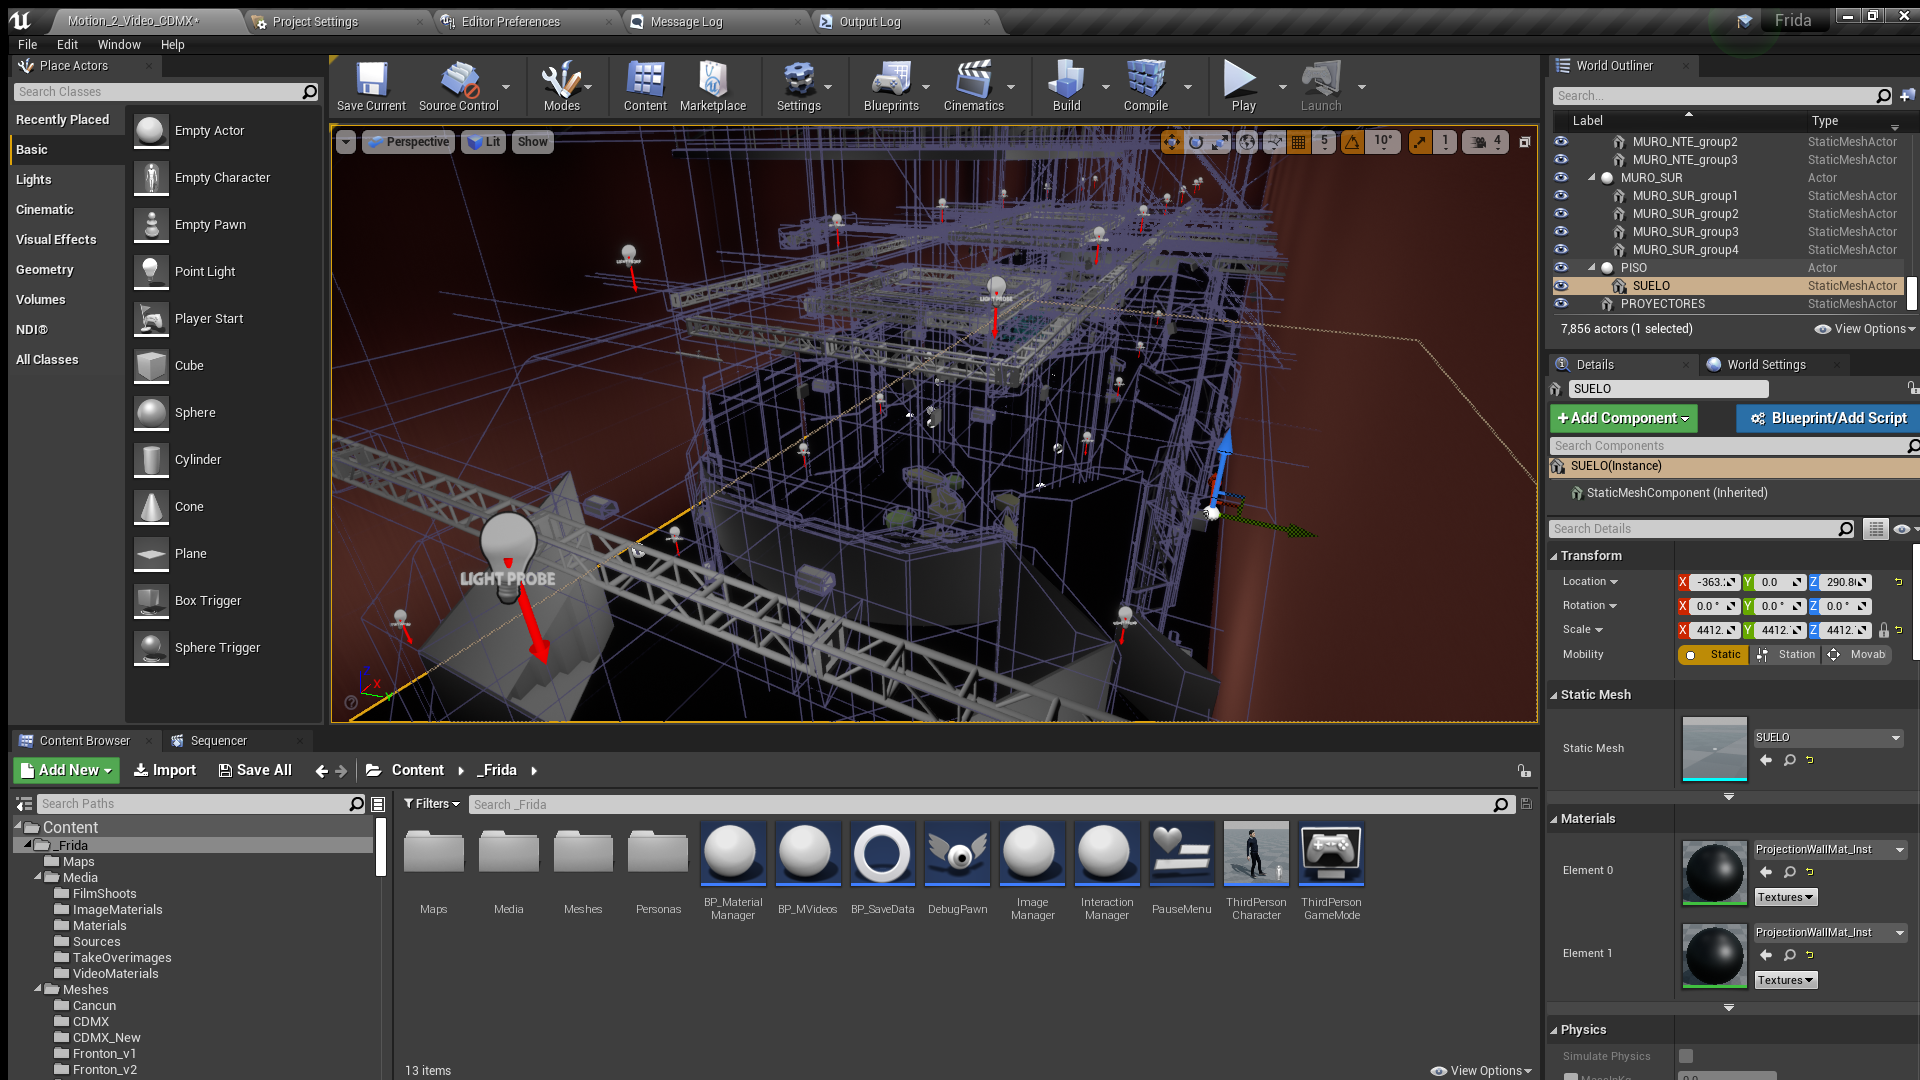 Motion_2_Video_CDMX*
Project Settings
Editor Preferences
Message Log
Output Log
Frida
File Edit Window Help
Place Actors
Search Classes
Recently Placed
Basic
Lights
Cinematic
Visual Effects
Geometry
Volumes
NDI®
All Classes
Empty Actor
Empty Character
Empty Pawn
Point Light
Player Start
Cube
Sphere
Cylinder
Cone
Plane
Box Trigger
Sphere Trigger
Save Current
Source Control
Modes
Content
Marketplace
Settings
Blueprints
Cinematics
Build
Compile
Play
Launch
Perspective
Lit
Show
5
10°
1
4
LIGHT PROBE
LIGHT PROBE
Z
X
Y
World Outliner
Search...
Label Type
MURO_NTE_group2 StaticMeshActor
MURO_NTE_group3 StaticMeshActor
MURO_SUR Actor
MURO_SUR_group1 StaticMeshActor
MURO_SUR_group2 StaticMeshActor
MURO_SUR_group3 StaticMeshActor
MURO_SUR_group4 StaticMeshActor
PISO Actor
SUELO StaticMeshActor
PROYECTORES StaticMeshActor
7,856 actors (1 selected)
View Options
Details
World Settings
SUELO
+Add Component
Blueprint/Add Script
Search Components
SUELO(Instance)
StaticMeshComponent (Inherited)
Search Details
Transform
Location X -363. Y 0.0 Z 290.8
Rotation X 0.0 ° Y 0.0 ° Z 0.0 °
Scale X 4412. Y 4412. Z 4412.
Mobility Static Station Movab
Static Mesh
Static Mesh
SUELO
Materials
Element 0
ProjectionWallMat_Inst
Textures
Element 1
ProjectionWallMat_Inst
Textures
Physics
Simulate Physics
Content Browser
Sequencer
Add New
Import
Save All
Content
_Frida
Search Paths
Filters
Search _Frida
Content
_Frida
Maps
Media
FilmShoots
ImageMaterials
Materials
Sources
TakeOverimages
VideoMaterials
Meshes
Cancun
CDMX
CDMX_New
Fronton_v1
Fronton_v2
Maps
Media
Meshes
Personas
BP_Material
Manager
BP_MVideos
BP_SaveData
DebugPawn
Image
Manager
Interaction
Manager
PauseMenu
ThirdPerson
Character
ThirdPerson
GameMode
13 items
View Options